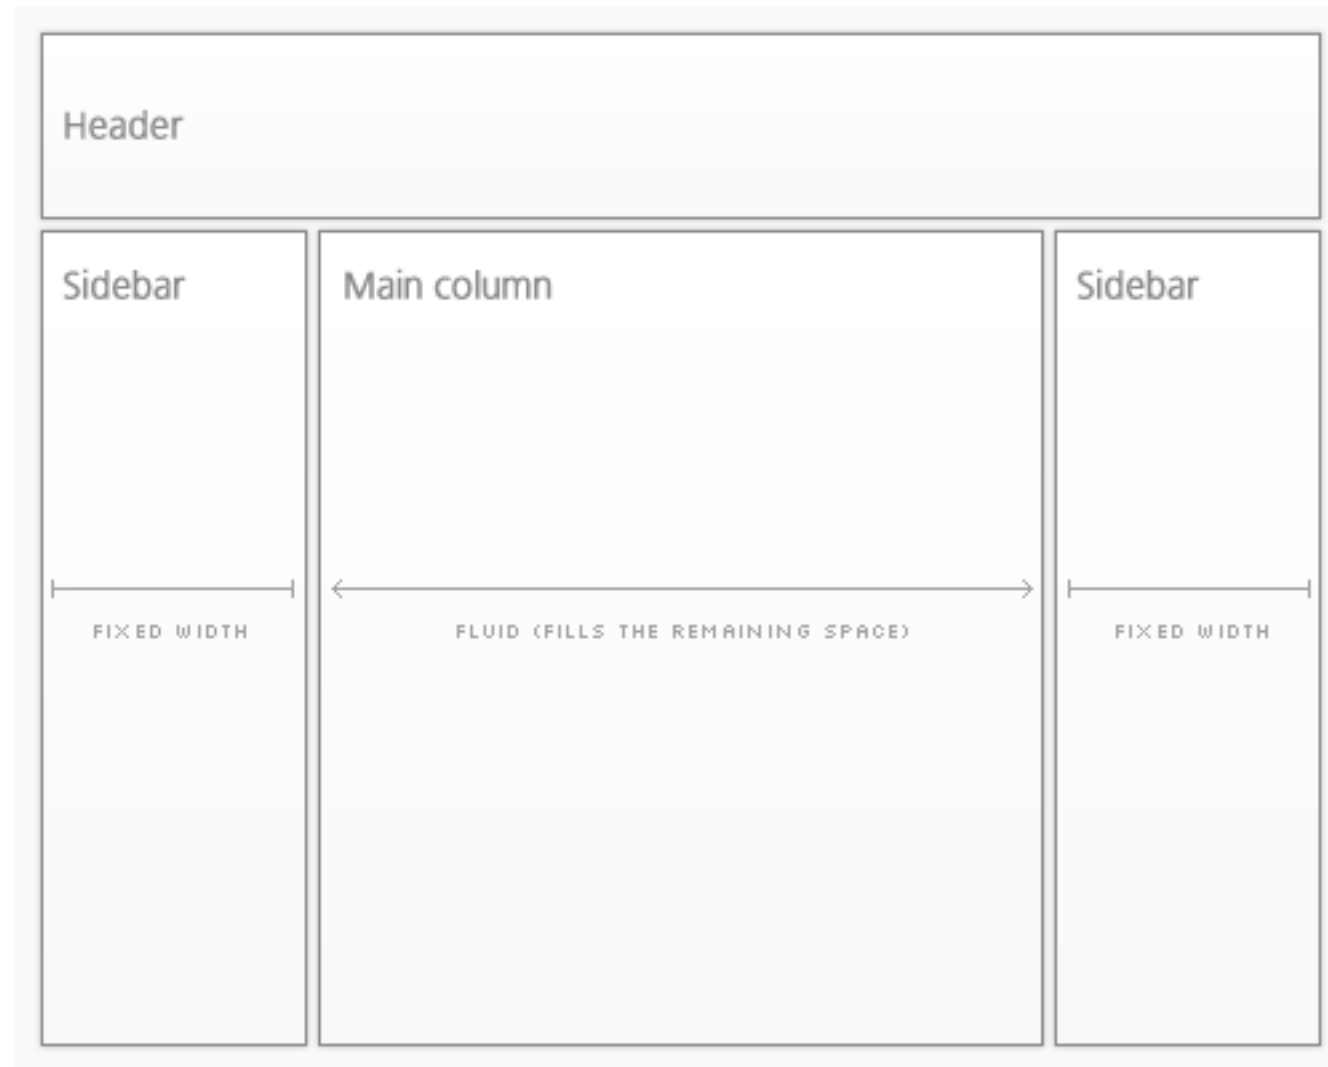 Header
Sidebar
Main column
Sidebar
FIXED WIDTH
FLUID (FILLS THE REMAINING SPACE)
FIXED WIDTH